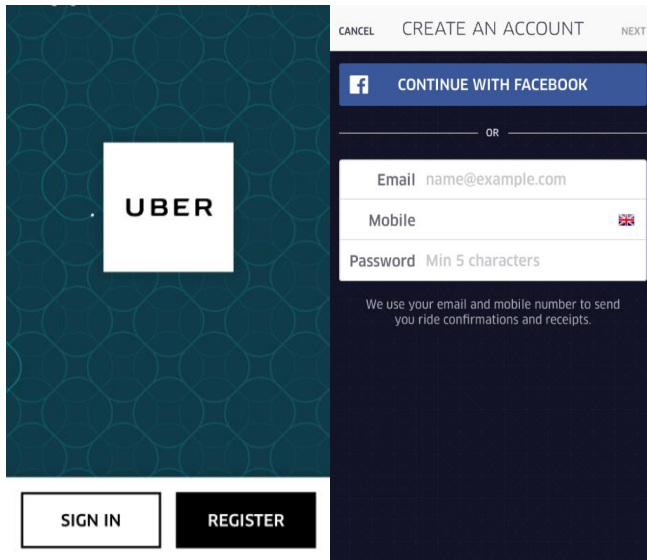 UBER
SIGN IN
REGISTER
CANCEL
CREATE AN ACCOUNT
NEXT
f
CONTINUE WITH FACEBOOK
OR
Email name@example.com
Mobile
Password Min 5 characters
We use your email and mobile number to send
you ride confirmations and receipts.